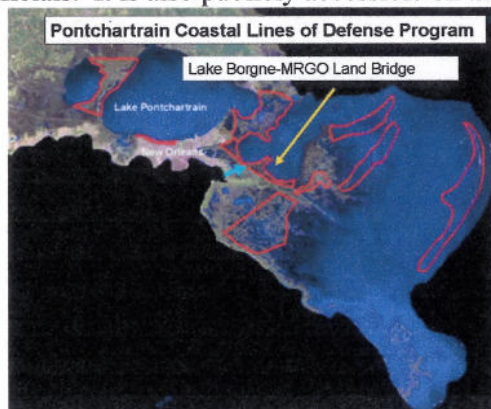 Pontchartrain Coastal Lines of Defense Program
Lake Borgne-MRGO Land Bridge
Lake Pontchartrain
New Orleans